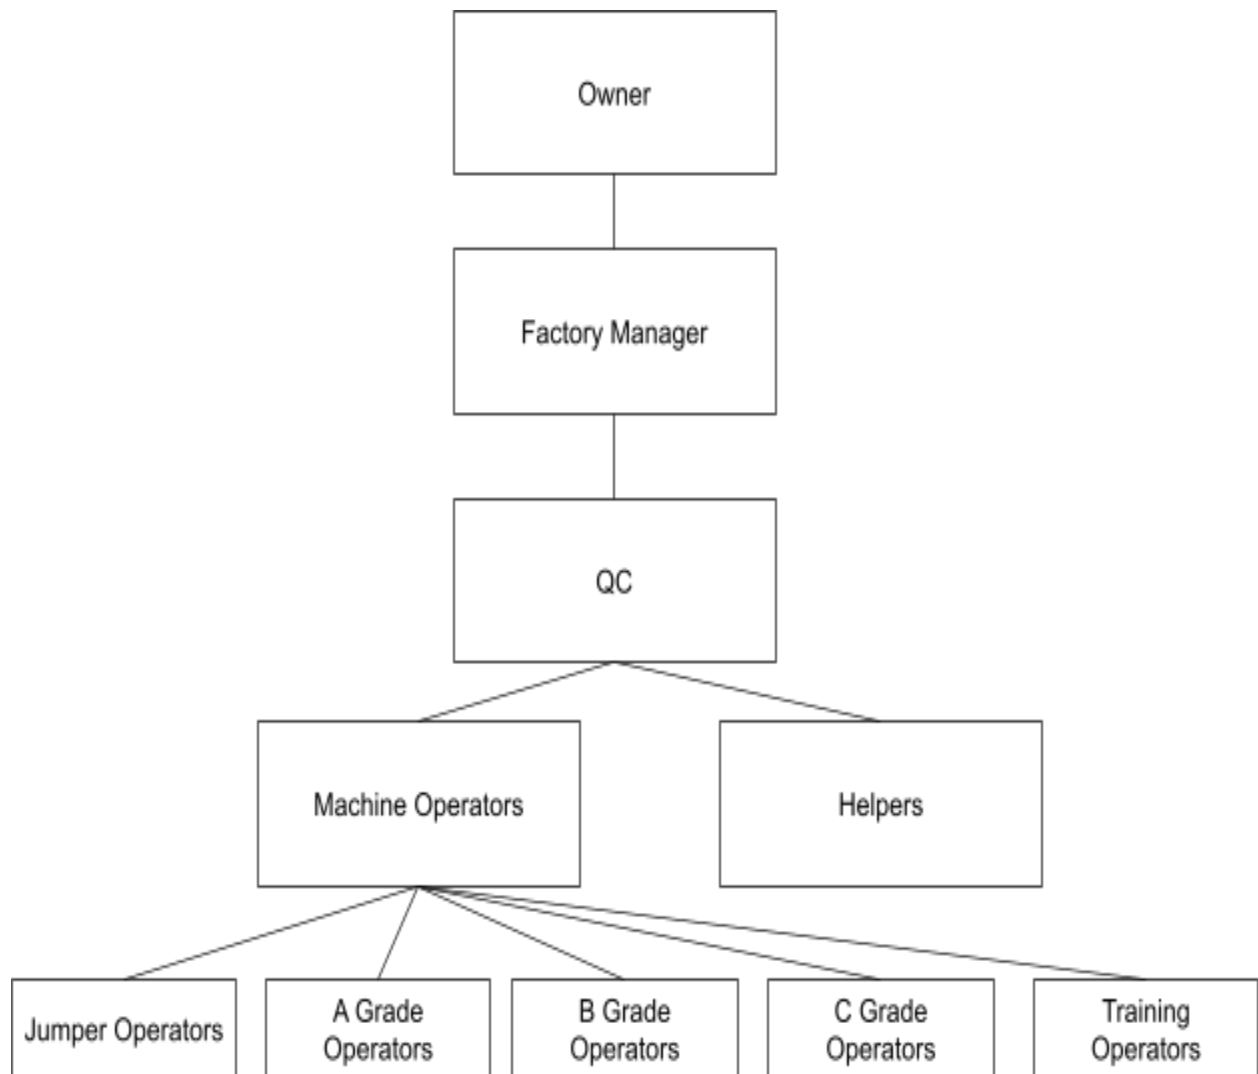 Owner
Factory Manager
QC
Machine Operators
Helpers
Jumper Operators
A Grade
Operators
B Grade
Operators
C Grade
Operators
Training
Operators